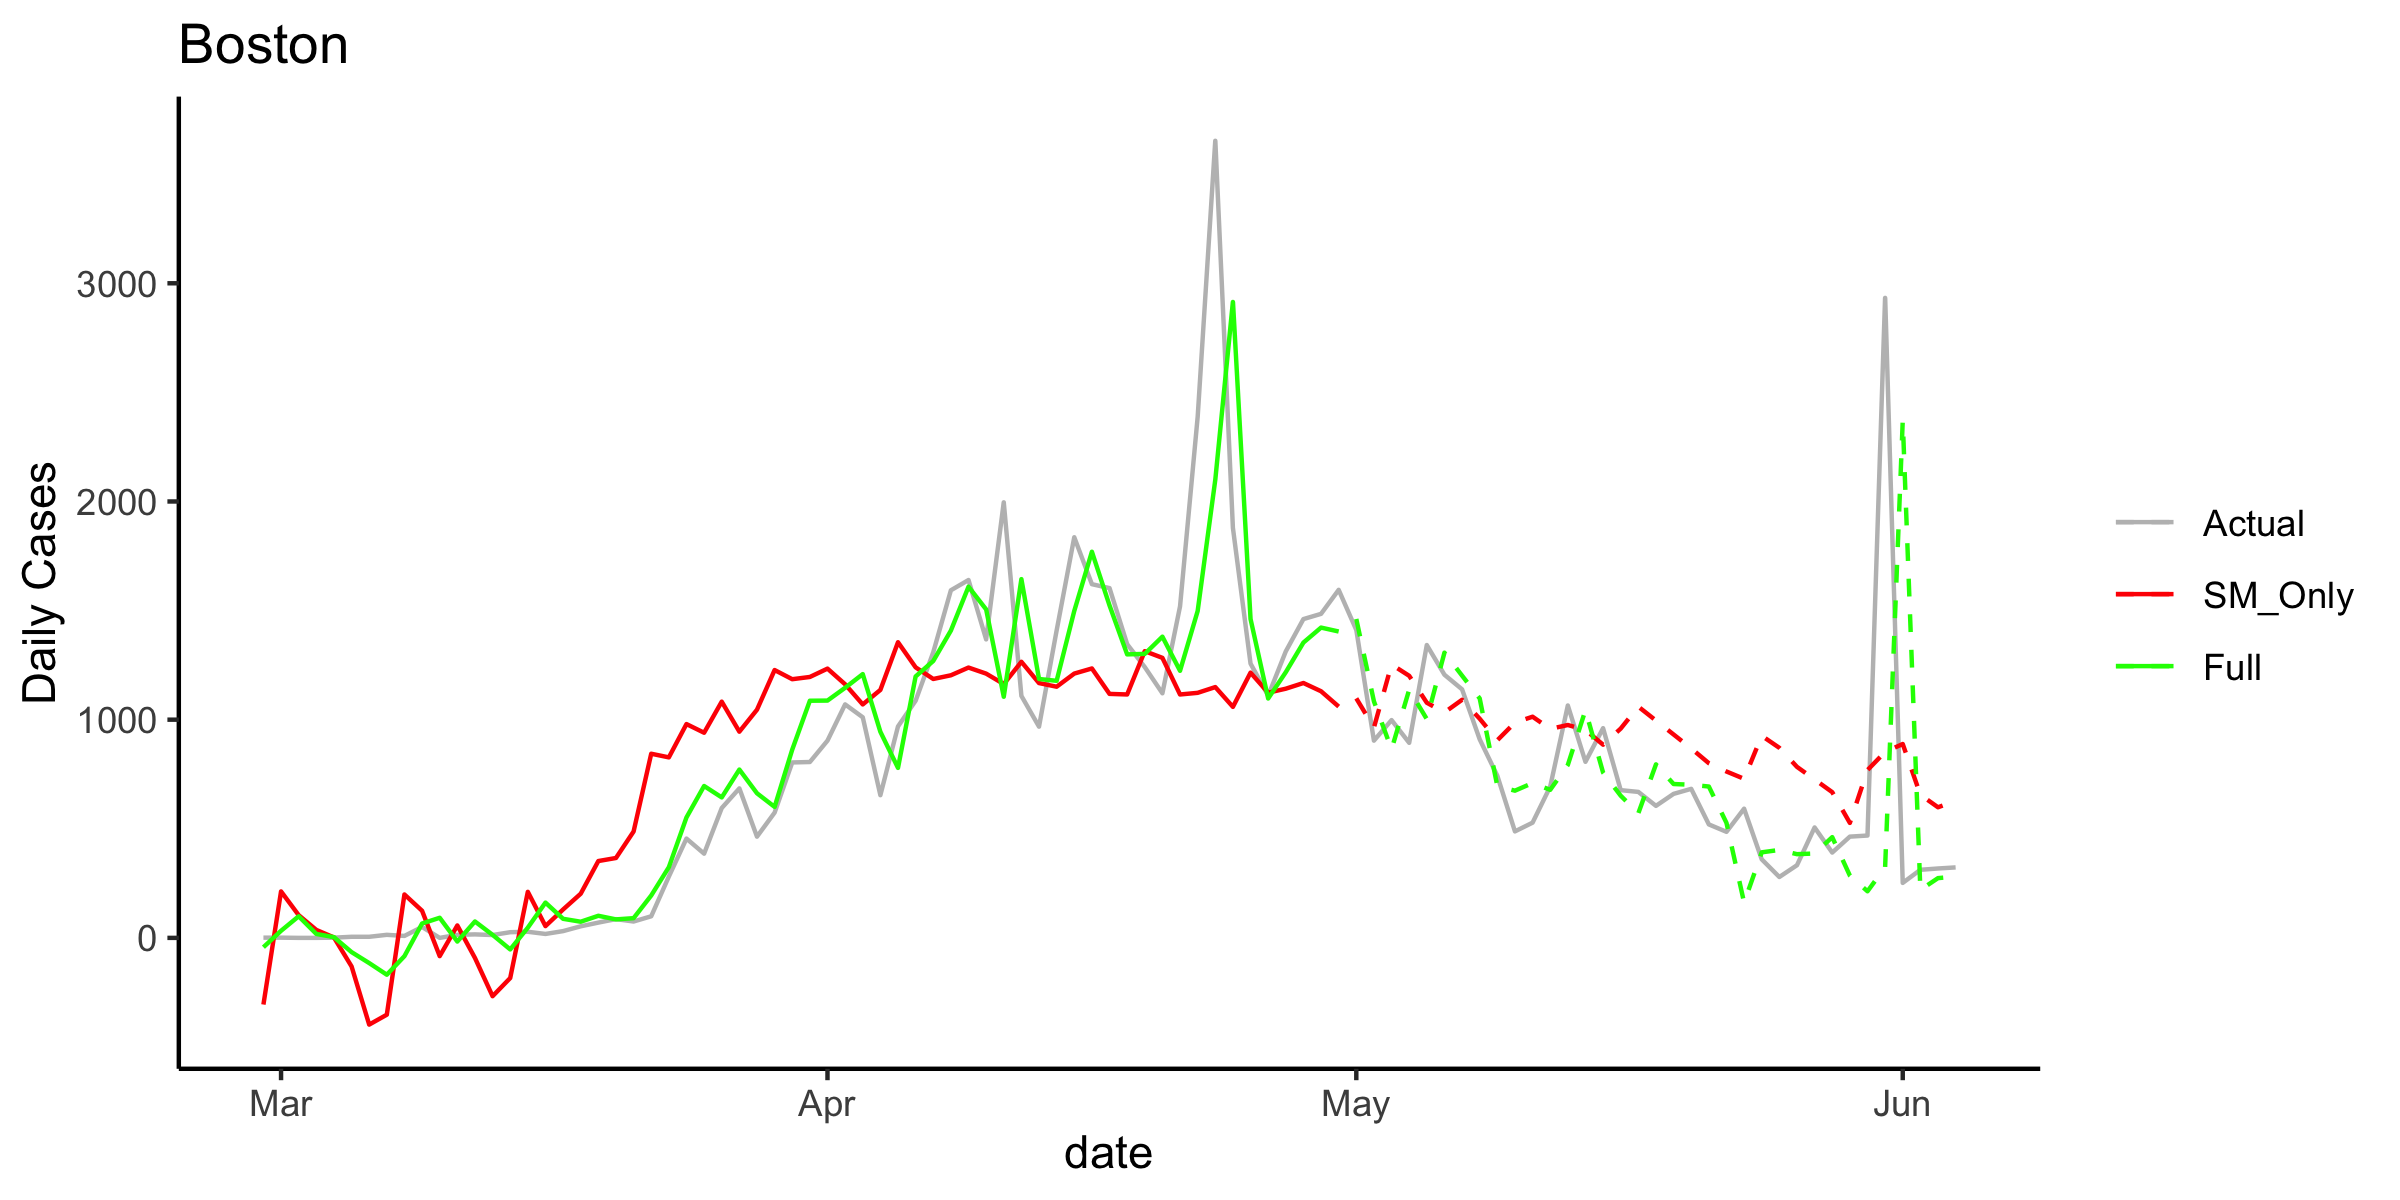 Boston
Daily Cases
3000
2000
1000
0
Mar
Apr
May
Jun
date
Actual
SM_Only
Full